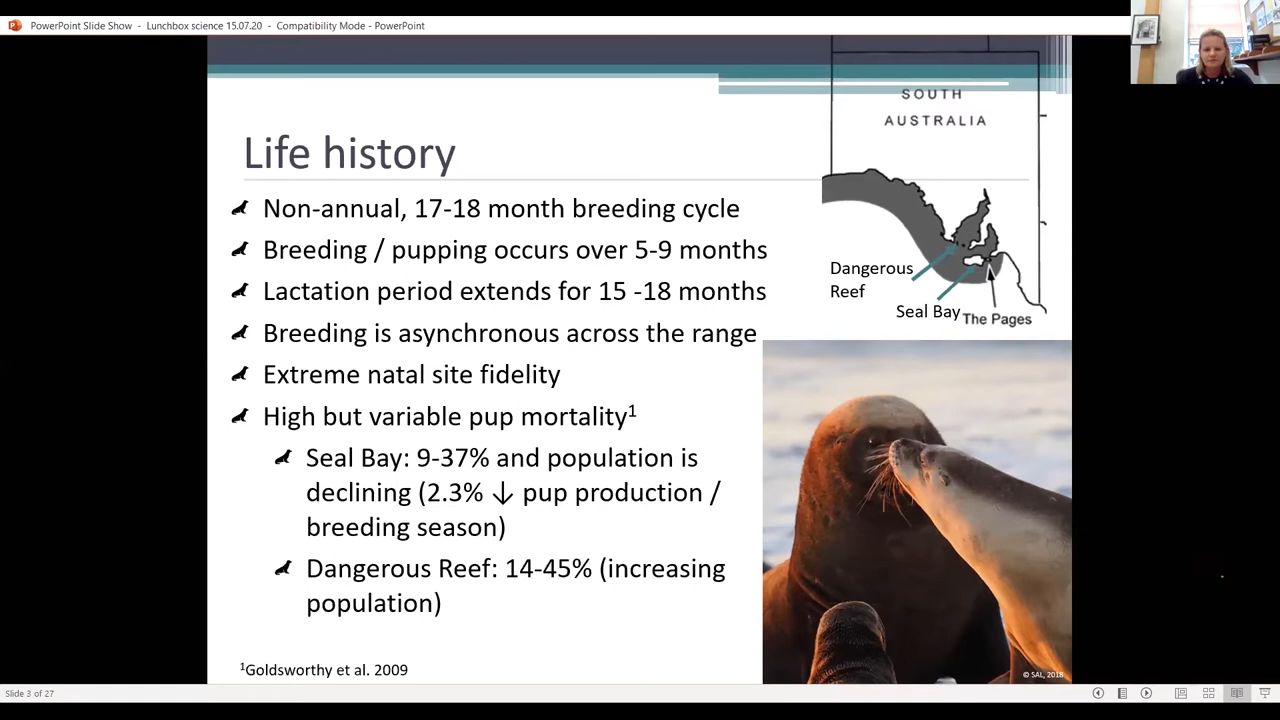 PowerPoint Slide Show - Lunchbox science 15.07.20 - Compatibility Mode - PowerPoint
SOUTH
AUSTRALIA
Life history
Non-annual, 17-18 month breeding cycle
Breeding / pupping occurs over 5-9 months
Lactation period extends for 15 -18 months
Breeding is asynchronous across the range
Extreme natal site fidelity
High but variable pup mortality¹
Seal Bay: 9-37% and population is
declining (2.3% ↓ pup production /
breeding season)
Dangerous Reef: 14-45% (increasing
population)
Dangerous
Reef
Seal Bay
The Pages
¹Goldsworthy et al. 2009
© SAL, 2018
Slide 3 of 27